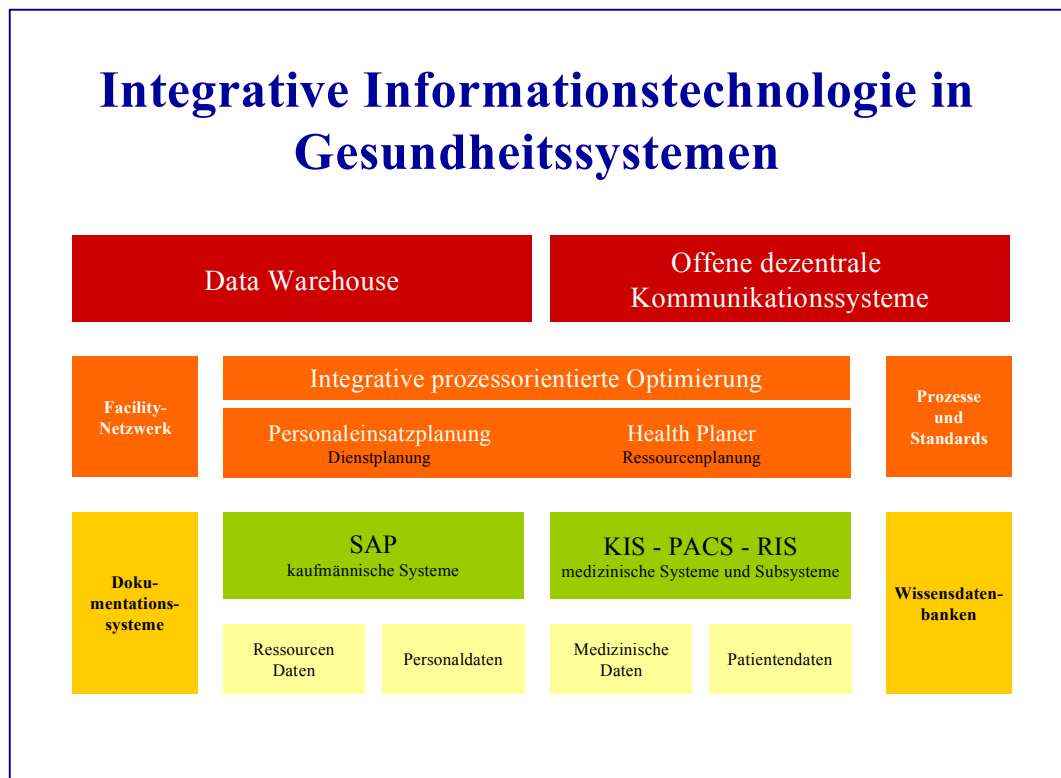 Integrative Informationstechnologie in
Gesundheitssystemen
Data Warehouse
Offene dezentrale
Kommunikationssysteme
Facility-
Netzwerk
Integrative prozessorientierte Optimierung
Personaleinsatzplanung
Dienstplanung
Health Planer
Ressourcenplanung
Prozesse
und
Standards
Doku-
mentations-
systeme
SAP
kaufmännische Systeme
KIS - PACS - RIS
medizinische Systeme und Subsysteme
Wissensdaten-
banken
Ressourcen
Daten
Personaldaten
Medizinische
Daten
Patientendaten